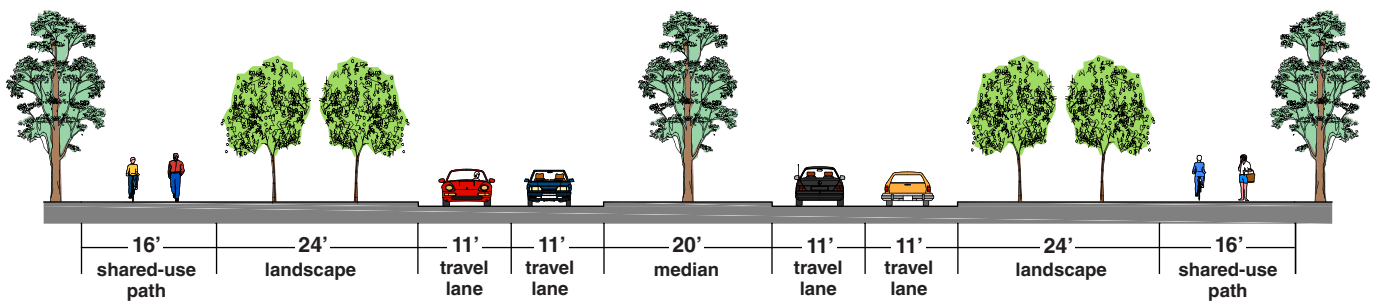 16’
shared-use
path
24’
landscape
11’
travel
lane
11’
travel
lane
20’
median
11’
travel
lane
11’
travel
lane
24’
landscape
16’
shared-use
path